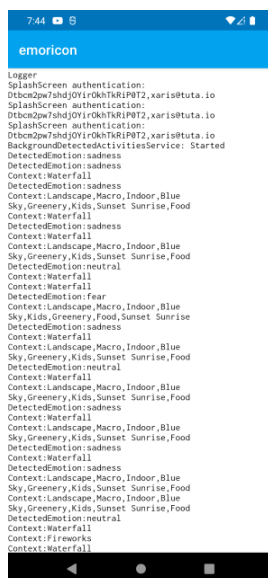 7:44
emoricon
Logger
SplashScreen authentication:
Dtbcm2pw7shdjOYirOkhTkRiP0T2,xaris@tuta.io
SplashScreen authentication:
Dtbcm2pw7shdjOYirOkhTkRiP0T2,xaris@tuta.io
SplashScreen authentication:
Dtbcm2pw7shdjOYirOkhTkRiP0T2,xaris@tuta.io
BackgroundDetectedActivitiesService: Started
DetectedEmotion:sadness
DetectedEmotion:sadness
Context:Waterfall
DetectedEmotion:sadness
Context:Landscape,Macro,Indoor,Blue
Sky,Greenery,Kids,Sunset Sunrise,Food
Context:Waterfall
DetectedEmotion:sadness
Context:Waterfall
Context:Landscape,Macro,Indoor,Blue
Sky,Greenery,Kids,Sunset Sunrise,Food
DetectedEmotion:neutral
Context:Waterfall
Context:Waterfall
DetectedEmotion:fear
Context:Landscape,Macro,Indoor,Blue
Sky,Kids,Greenery,Food,Sunset Sunrise
DetectedEmotion:sadness
Context:Waterfall
Context:Landscape,Macro,Indoor,Blue
Sky,Greenery,Kids,Sunset Sunrise,Food
DetectedEmotion:neutral
Context:Waterfall
Context:Landscape,Macro,Indoor,Blue
Sky,Greenery,Kids,Sunset Sunrise,Food
DetectedEmotion:sadness
Context:Waterfall
Context:Landscape,Macro,Indoor,Blue
Sky,Greenery,Kids,Sunset Sunrise,Food
DetectedEmotion:sadness
Context:Waterfall
DetectedEmotion:sadness
Context:Landscape,Macro,Indoor,Blue
Sky,Greenery,Kids,Sunset Sunrise,Food
Context:Landscape,Macro,Indoor,Blue
Sky,Greenery,Kids,Sunset Sunrise,Food
DetectedEmotion:neutral
Context:Waterfall
Context:Fireworks
Context:Waterfall